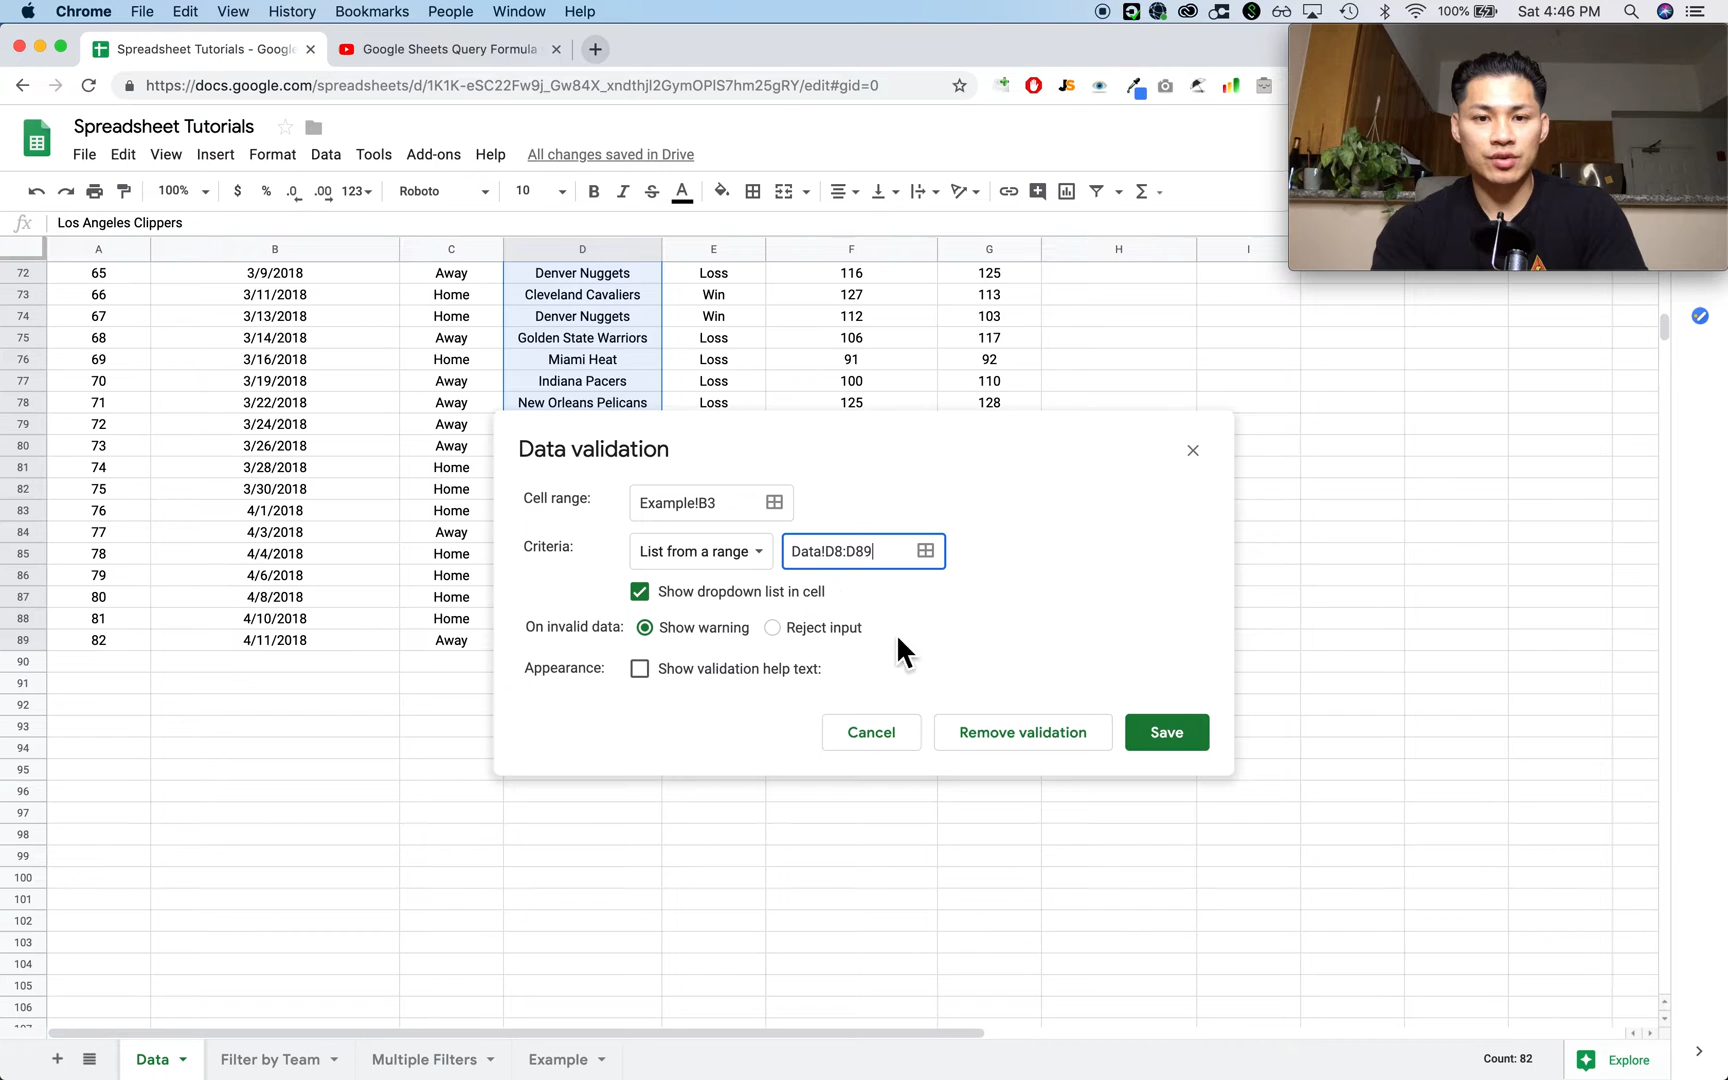 Chrome File Edit View History Bookmarks People Window Help 100% Sat 4:46 PM
Spreadsheet Tutorials - Google
Google Sheets Query Formula
https://docs.google.com/spreadsheets/d/1K1K-eSC22Fw9j_Gw84X_xndthjl2GymOPlS7hm25gRY/edit#gid=0
Spreadsheet Tutorials
File Edit View Insert Format Data Tools Add-ons Help All changes saved in Drive
100% $ % .0 .00 123 Roboto 10 B I S A Σ
fx Los Angeles Clippers
A B C D E F G H I
72 65 3/9/2018 Away Denver Nuggets Loss 116 125
73 66 3/11/2018 Home Cleveland Cavaliers Win 127 113
74 67 3/13/2018 Home Denver Nuggets Win 112 103
75 68 3/14/2018 Away Golden State Warriors Loss 106 117
76 69 3/16/2018 Home Miami Heat Loss 91 92
77 70 3/19/2018 Away Indiana Pacers Loss 100 110
78 71 3/22/2018 Away New Orleans Pelicans Loss 125 128
79 72 3/24/2018 Away
80 73 3/26/2018 Away
81 74 3/28/2018 Home
82 75 3/30/2018 Home
83 76 4/1/2018 Home
84 77 4/3/2018 Away
85 78 4/4/2018 Home
86 79 4/6/2018 Home
87 80 4/8/2018 Home
88 81 4/10/2018 Home
89 82 4/11/2018 Away
90
91
92
93
94
95
96
97
98
99
100
101
102
103
104
105
106
Data validation
Cell range: Example!B3
Criteria: List from a range Data!D8:D89
Show dropdown list in cell
On invalid data: Show warning Reject input
Appearance: Show validation help text:
Cancel Remove validation Save
Data Filter by Team Multiple Filters Example Count: 82 Explore